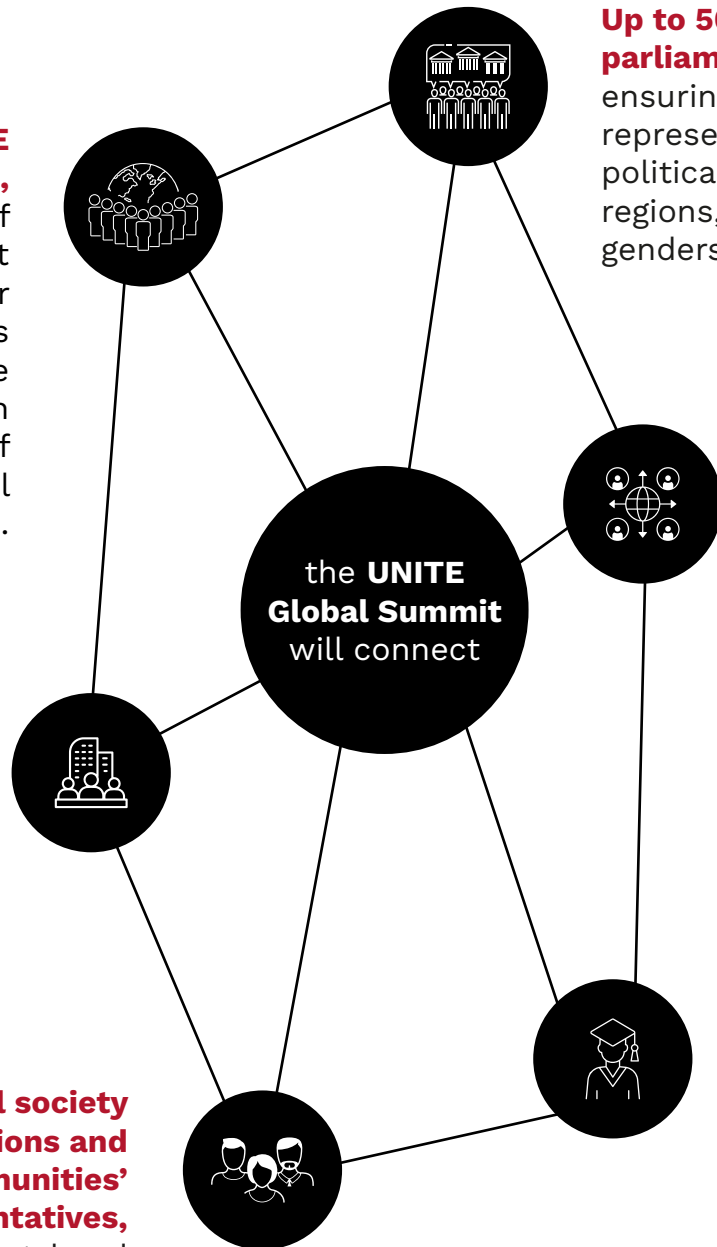 Up to 50
parliam
ensurin
represe
politica
regions,
genders
E
,
f
t
r
s
e
n
f
l
.
the UNITE
Global Summit
will connect
l society
ions and
munities'
ntatives,